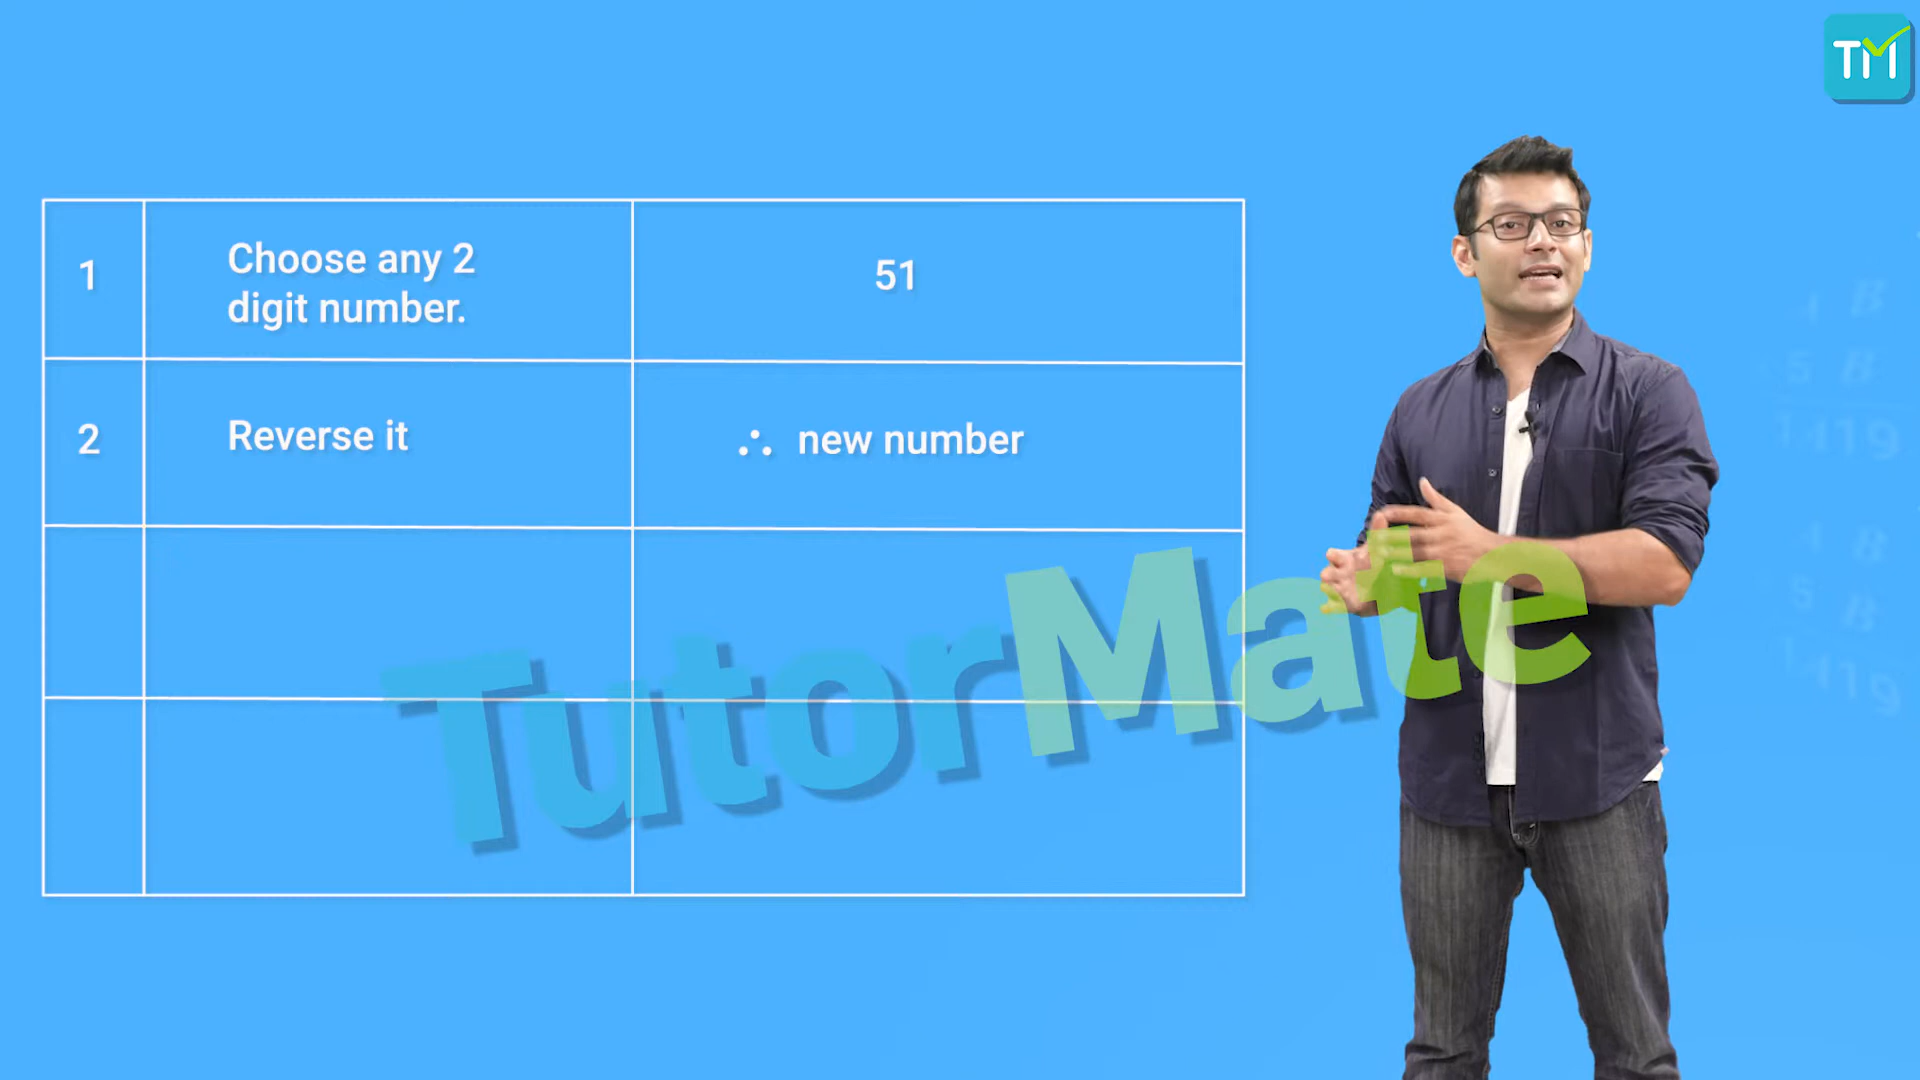 TM
1
Choose any 2
digit number.
51
2
Reverse it
∴ new number
TutorMate